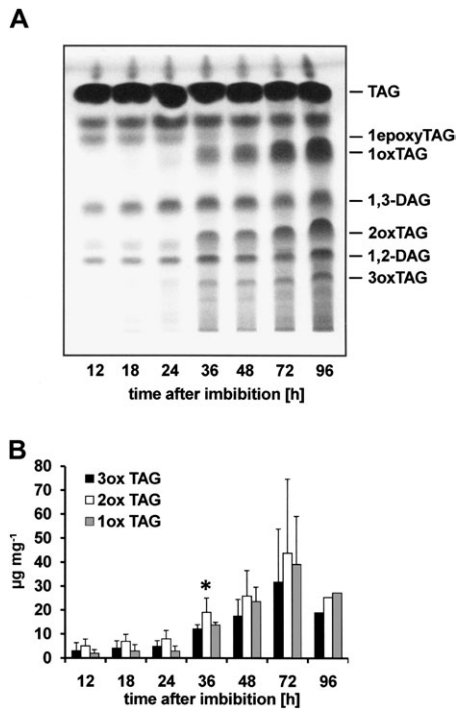 A
TAG
1epoxyTAG
1oxTAG
1,3-DAG
2oxTAG
1,2-DAG
3oxTAG
12 18 24 36 48 72 96
time after imbibition [h]
B
80
70
60
50
40
30
20
10
0
µg mg⁻¹
3ox TAG
2ox TAG
1ox TAG
*
12 18 24 36 48 72 96
time after imbibition [h]